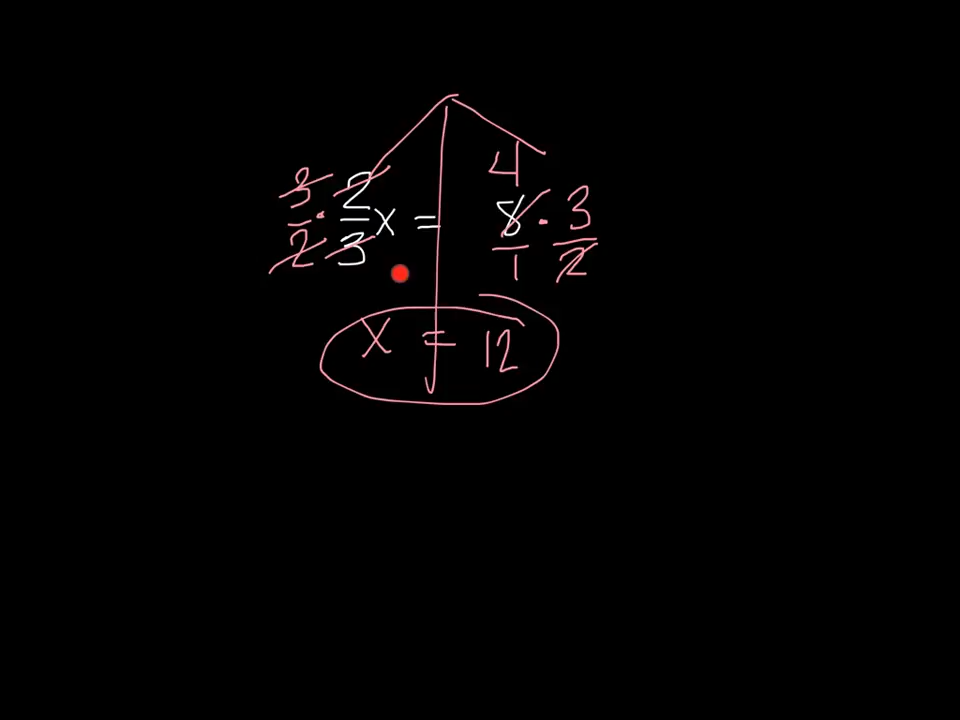 4
3/2 · 2/3 x = 8/1 · 3/2
x = 12